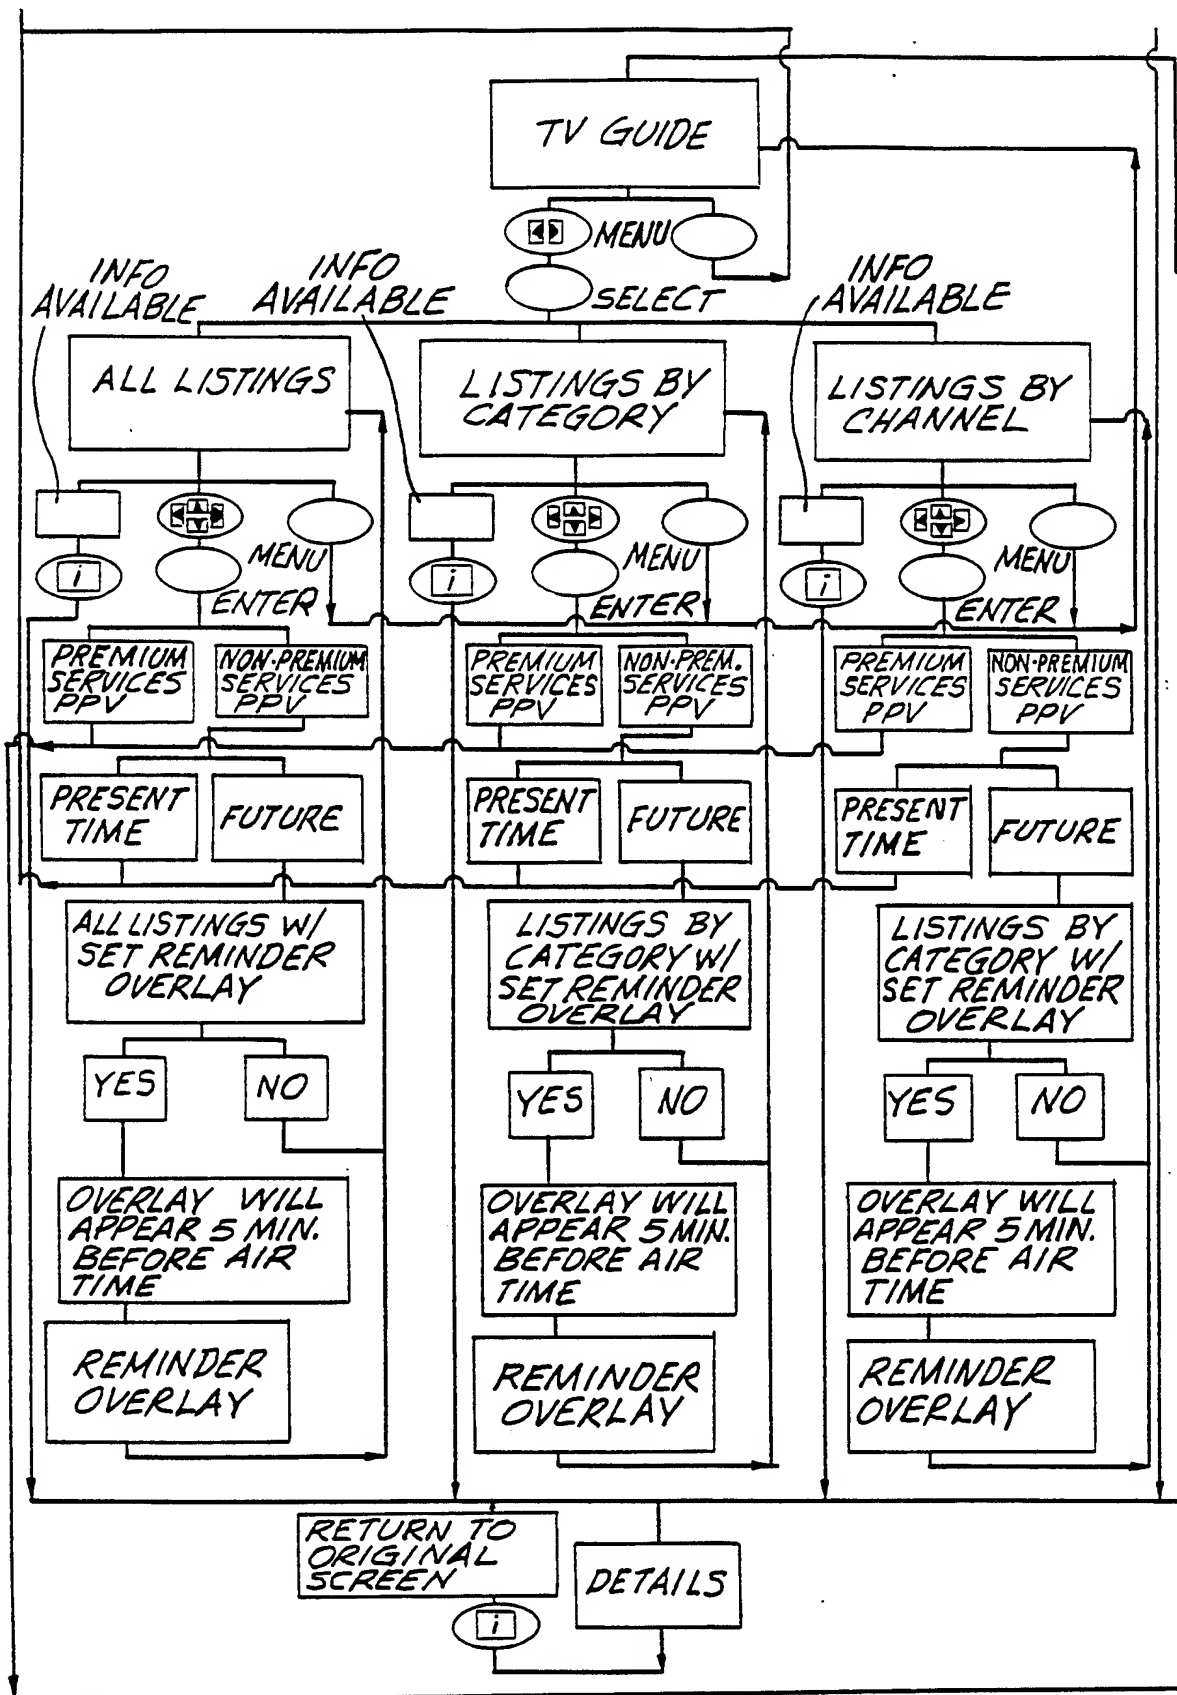 TV GUIDE
MENU
SELECT
INFO
AVAILABLE
INFO
AVAILABLE
INFO
AVAILABLE
ALL LISTINGS
LISTINGS BY
CATEGORY
LISTINGS BY
CHANNEL
i
MENU
ENTER
i
MENU
ENTER
i
MENU
ENTER
PREMIUM
SERVICES
PPV
NON-PREMIUM
SERVICES
PPV
PREMIUM
SERVICES
PPV
NON-PREM.
SERVICES
PPV
PREMIUM
SERVICES
PPV
NON-PREMIUM
SERVICES
PPV
PRESENT
TIME
FUTURE
PRESENT
TIME
FUTURE
PRESENT
TIME
FUTURE
ALL LISTINGS W/
SET REMINDER
OVERLAY
LISTINGS BY
CATEGORY W/
SET REMINDER
OVERLAY
LISTINGS BY
CATEGORY W/
SET REMINDER
OVERLAY
YES
NO
YES
NO
YES
NO
OVERLAY WILL
APPEAR 5 MIN.
BEFORE AIR
TIME
OVERLAY WILL
APPEAR 5 MIN.
BEFORE AIR
TIME
OVERLAY WILL
APPEAR 5 MIN.
BEFORE AIR
TIME
REMINDER
OVERLAY
REMINDER
OVERLAY
REMINDER
OVERLAY
RETURN TO
ORIGINAL
SCREEN
i
DETAILS